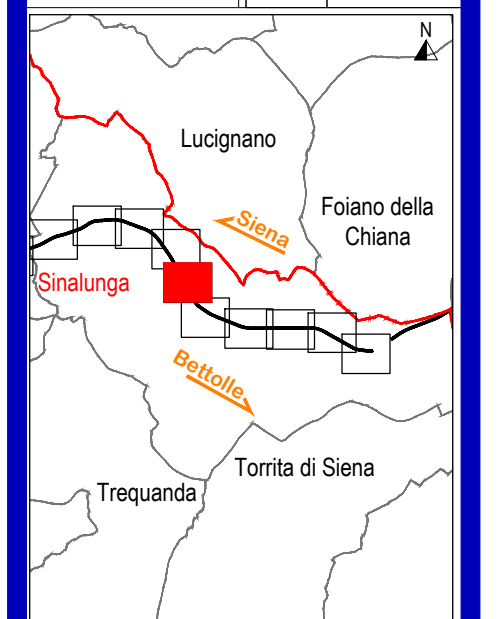 N
Lucignano
Foiano della
Chiana
Siena
Sinalunga
Bettolle
Torrita di Siena
Trequanda